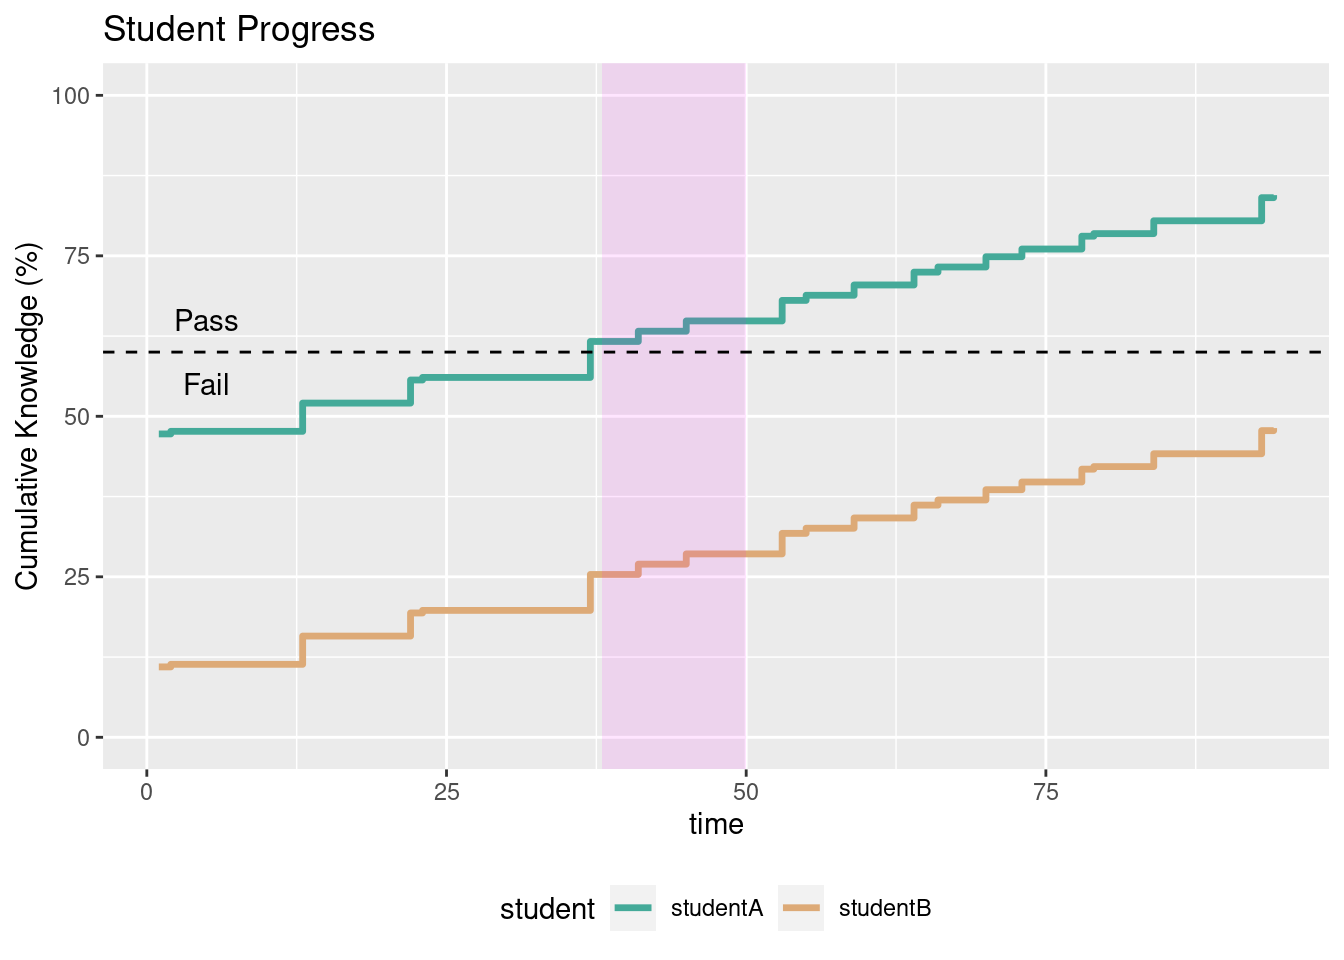 Student Progress
100
75
50
25
0
Cumulative Knowledge (%)
Pass
Fail
0 25 50 75
time
student studentA studentB